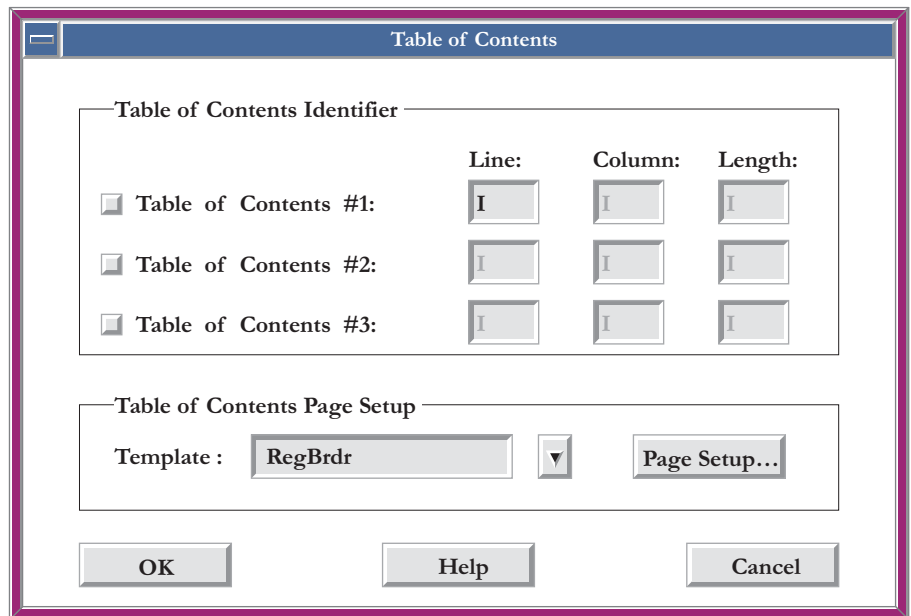 Table of Contents
Table of Contents Identifier
Line: Column: Length:
Table of Contents #1: I I I
Table of Contents #2: I I I
Table of Contents #3: I I I
Table of Contents Page Setup
Template : RegBrdr Page Setup...
OK Help Cancel